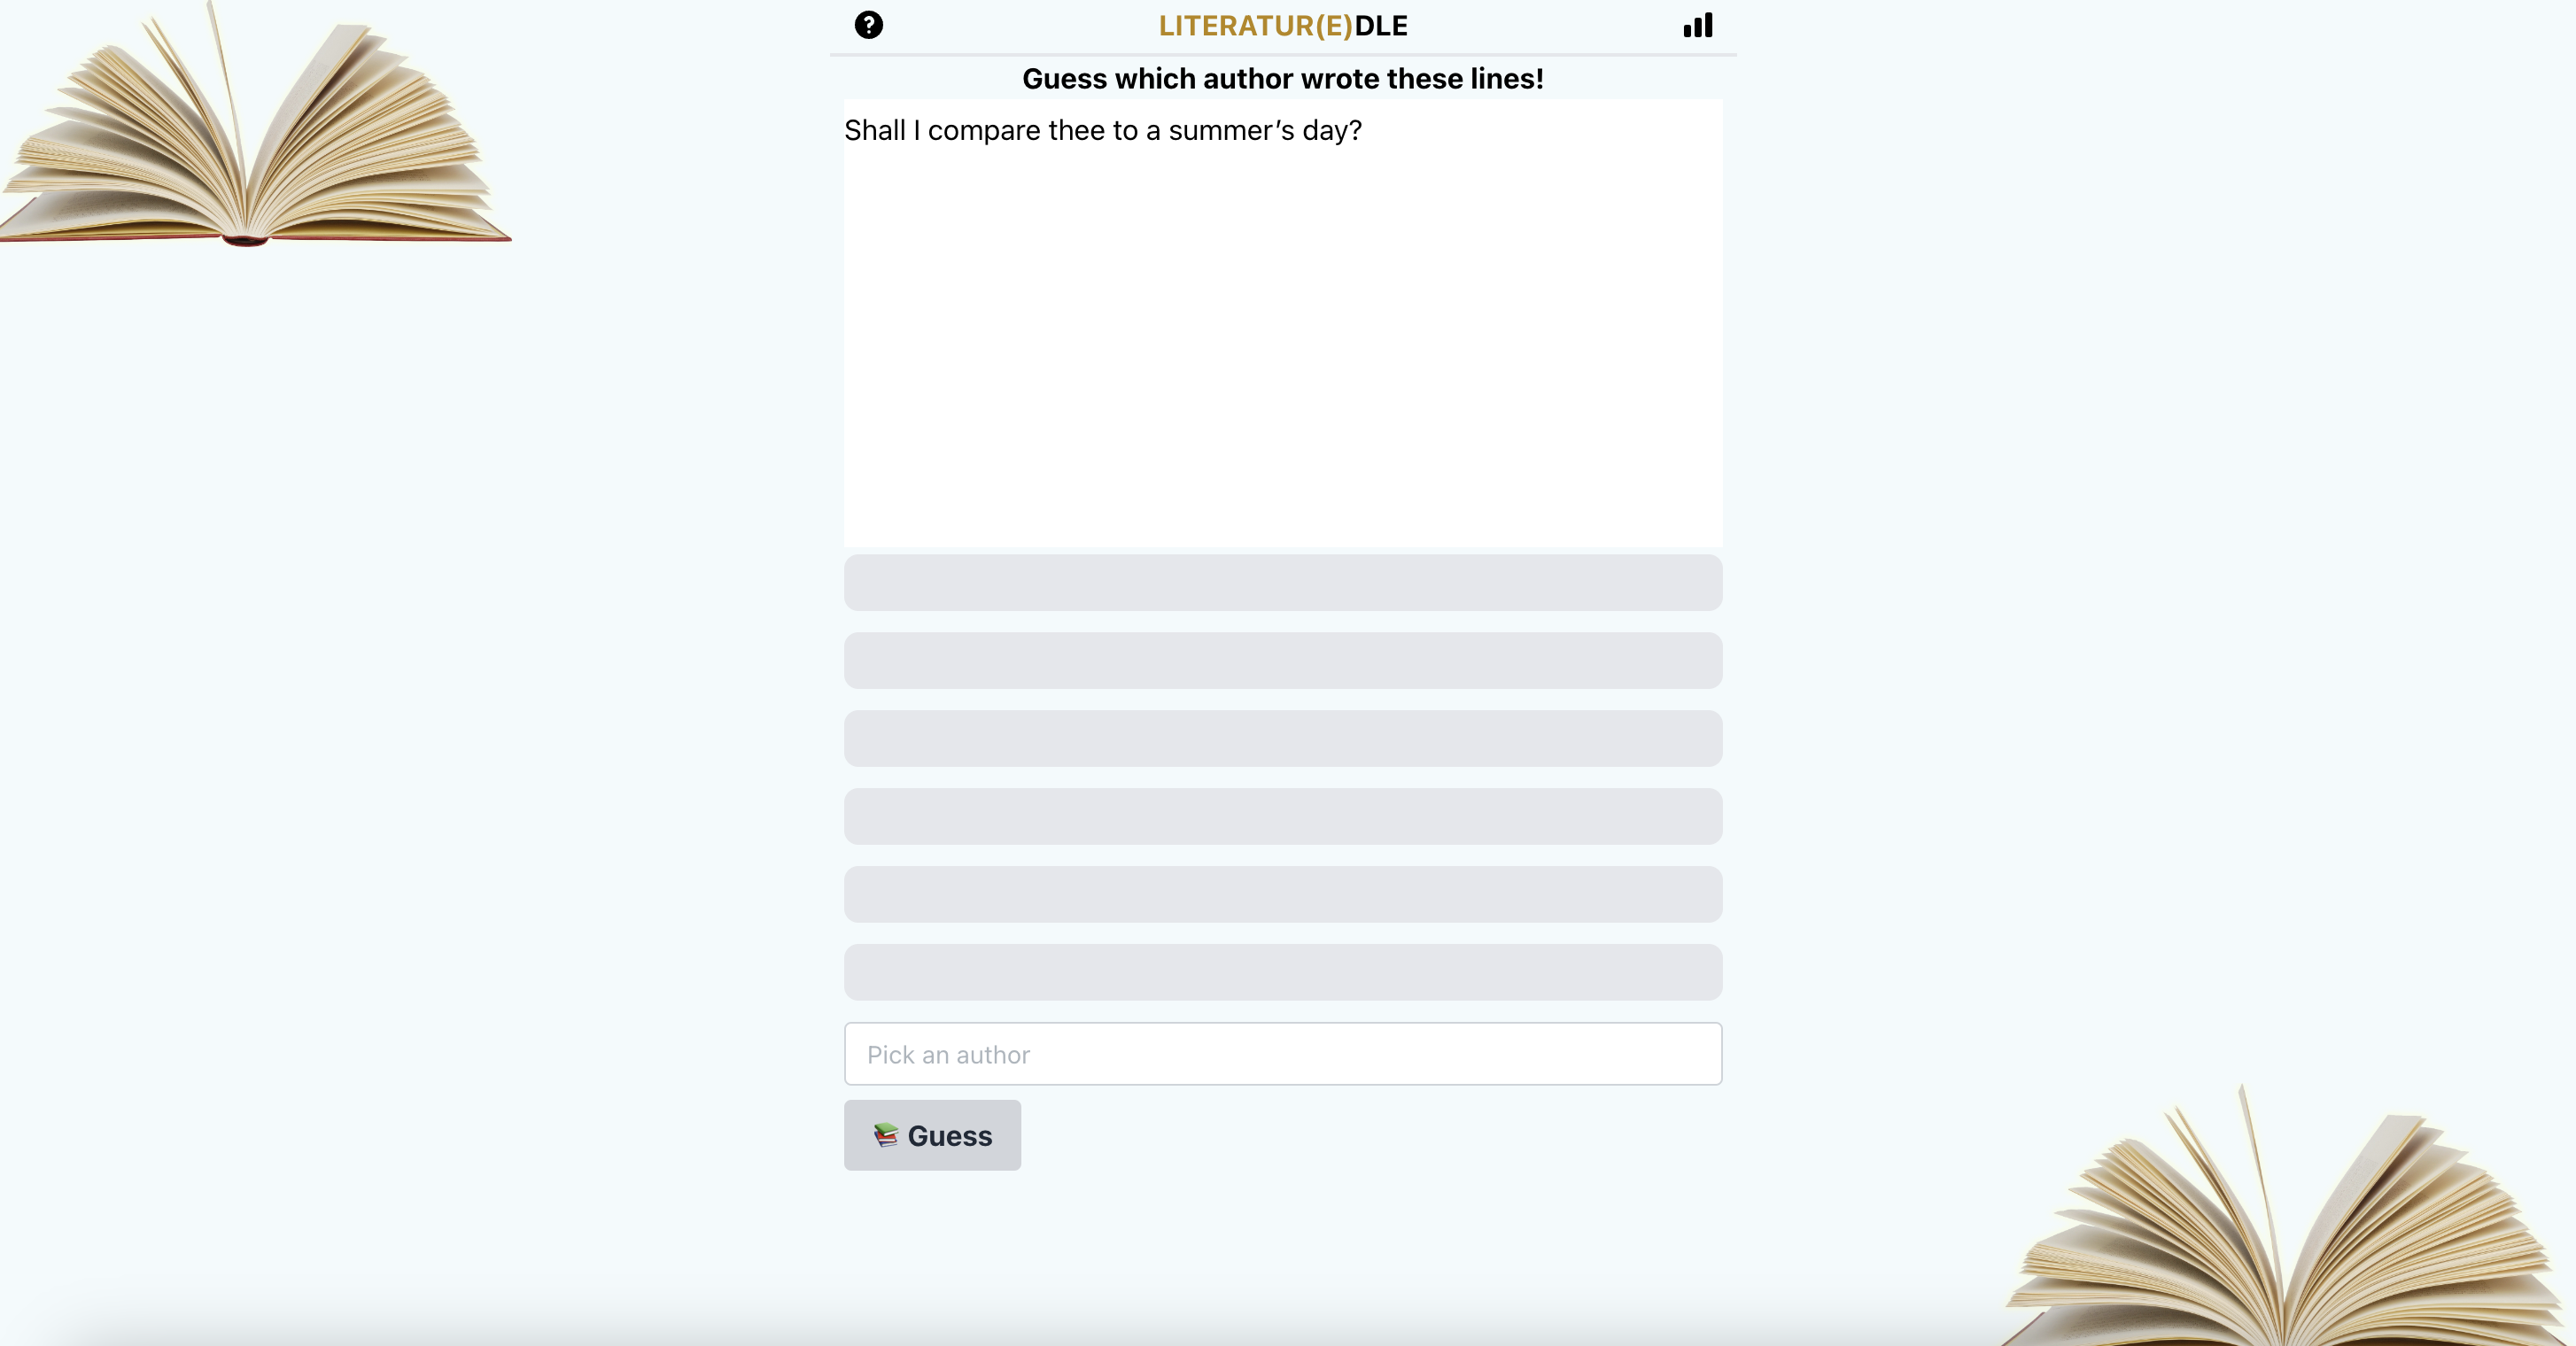 LITERATUR(E)DLE
Guess which author wrote these lines!
Shall I compare thee to a summer’s day?
Pick an author
Guess